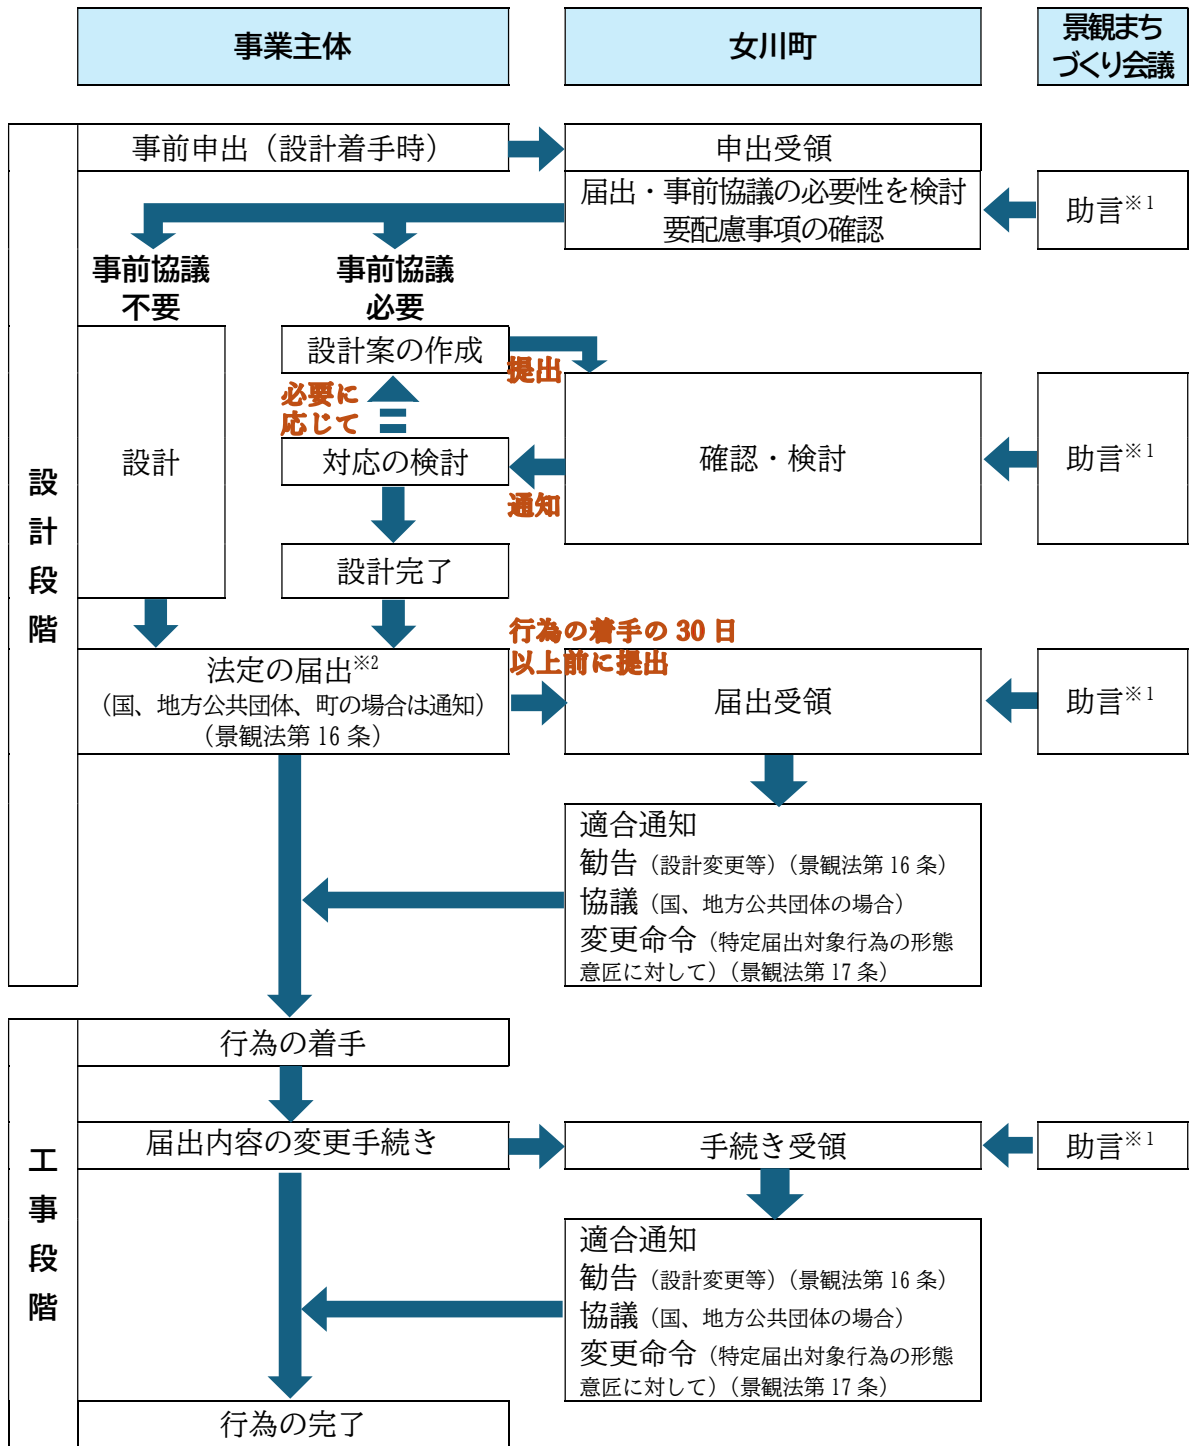 事業主体
女川町
景観まち
づくり会議
設計段階
事前申出（設計着手時）
申出受領
届出・事前協議の必要性を検討
要配慮事項の確認
助言※1
事前協議
不要
事前協議
必要
設計
設計案の作成
提出
必要に
応じて
対応の検討
通知
確認・検討
助言※1
設計完了
行為の着手の 30 日
以上前に提出
法定の届出※2
（国、地方公共団体、町の場合は通知）
（景観法第 16 条）
届出受領
助言※1
適合通知
勧告（設計変更等）（景観法第 16 条）
協議（国、地方公共団体の場合）
変更命令（特定届出対象行為の形態
意匠に対して）（景観法第 17 条）
工事段階
行為の着手
届出内容の変更手続き
手続き受領
助言※1
適合通知
勧告（設計変更等）（景観法第 16 条）
協議（国、地方公共団体の場合）
変更命令（特定届出対象行為の形態
意匠に対して）（景観法第 17 条）
行為の完了